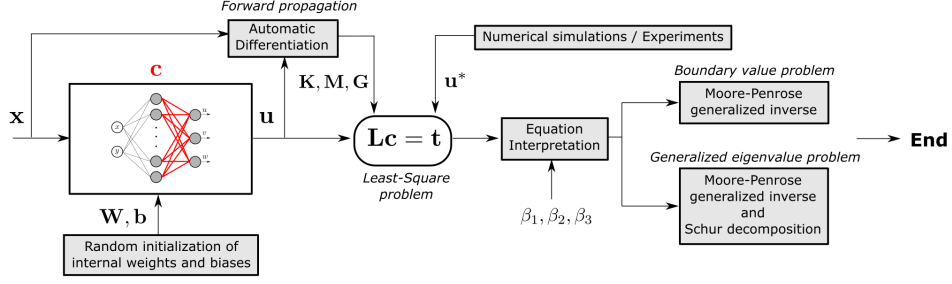 Forward propagation
Automatic
Differentiation
Numerical simulations / Experiments
c
K, M, G
u*
Boundary value problem
Moore-Penrose
generalized inverse
x
x
y
u
v
w
u
Lc = t
Equation
Interpretation
End
Least-Square
problem
Generalized eigenvalue problem
Moore-Penrose
generalized inverse
and
Schur decomposition
W, b
β₁, β₂, β₃
Random initialization of
internal weights and biases